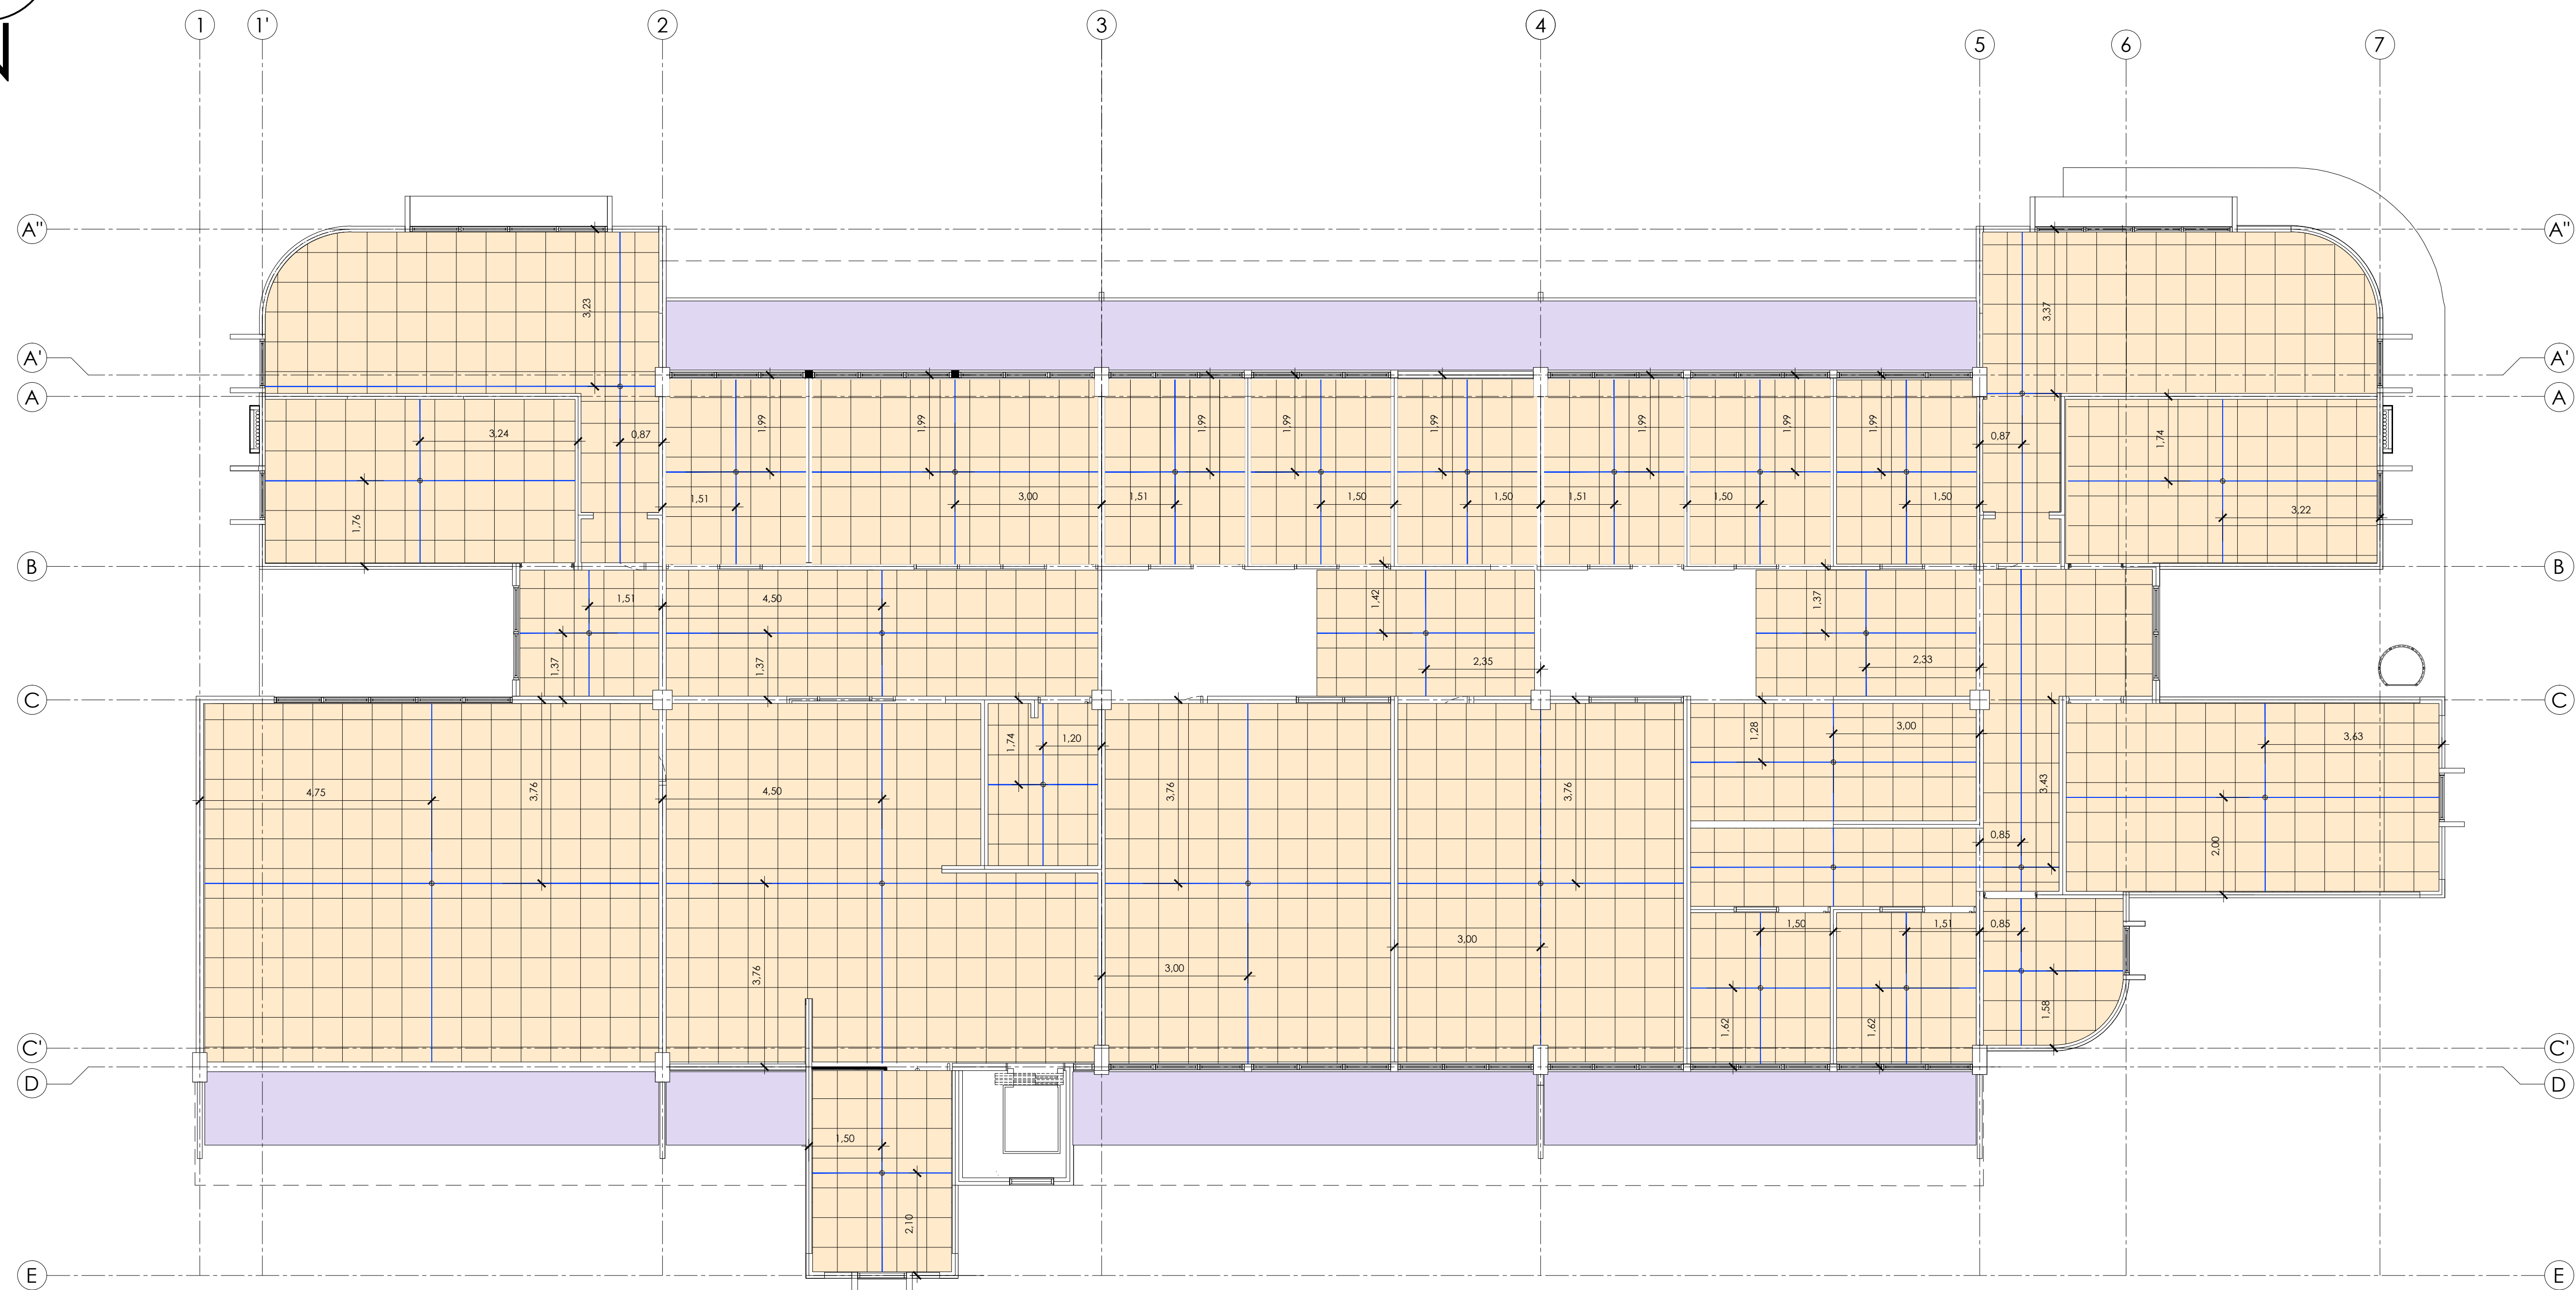 1 1' 2 3 4 5 6 7
N
A" A"
3,23 3,37
A' A'
A A
1,99 1,99 1,99 1,99 1,99 1,99 1,99 1,99
3,24 0,87 0,87 1,74
1,51 3,00 1,51 1,50 1,50 1,51 1,50 1,50
1,76 3,22
B B
1,51 4,50 1,42 1,37
1,37 1,37 2,35 2,33
C C
1,74 1,20 1,28 3,00 3,63
4,75 3,76 4,50 3,76 3,76 3,43
0,85 2,00
3,00 1,50 1,51 0,85
3,76 3,00
1,62 1,62 1,58
C' C'
D D
1,50
2,10
E E